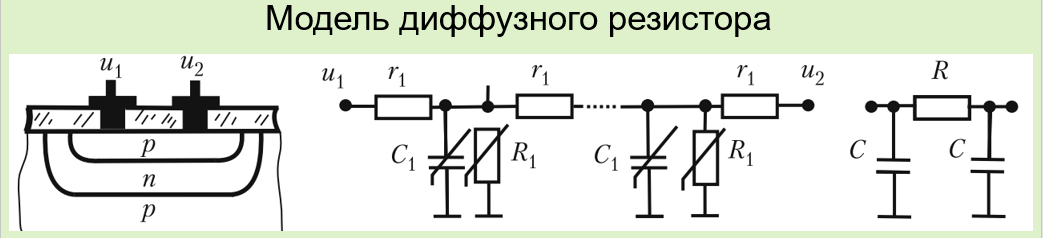 Модель диффузного резистора
u₁ u₂ u₁ r₁ r₁ r₁ u₂ R
p C₁ R₁ C₁ R₁ C C
n
p